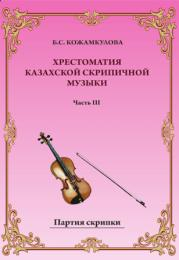 Б.С. КОЖАМКУЛОВА
ХРЕСТОМАТИЯ
КАЗАХСКОЙ СКРИПИЧНОЙ
МУЗЫКИ
Часть III
Партия скрипки